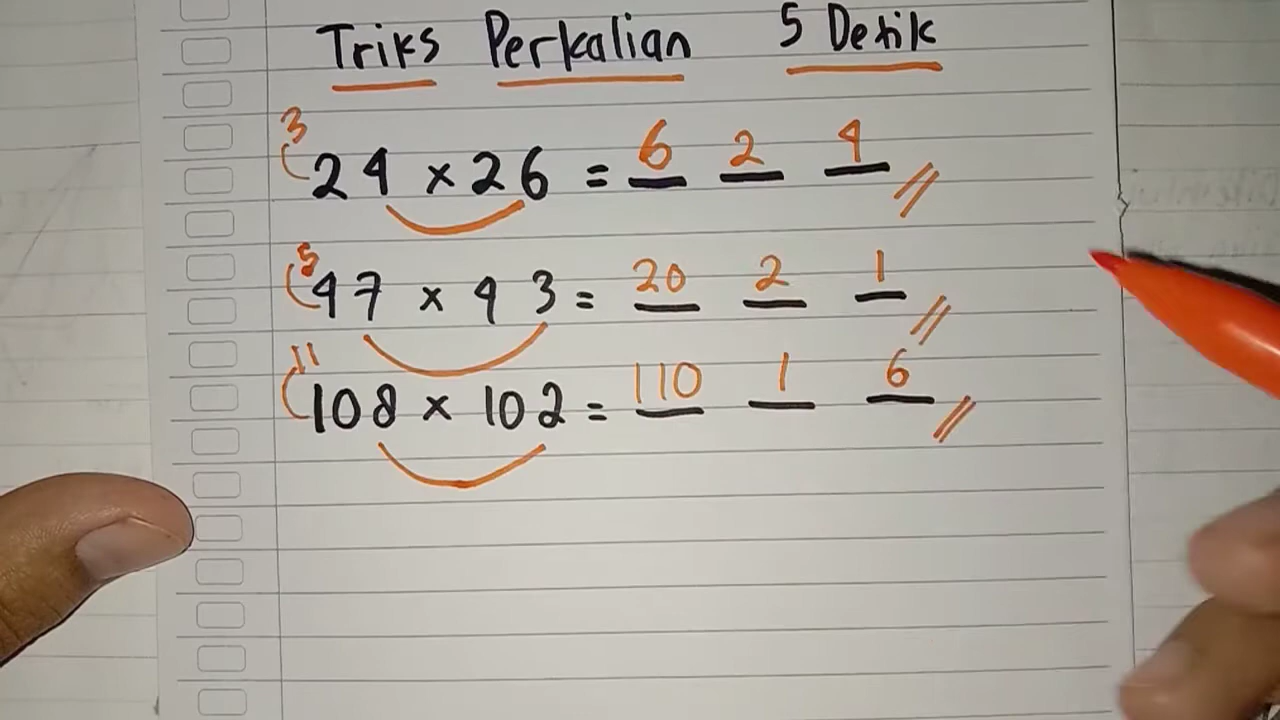 Triks Perkalian 5 Detik
3
24 × 26 = 6 2 4
5
47 × 43 = 20 2 1
11
108 × 102 = 110 1 6